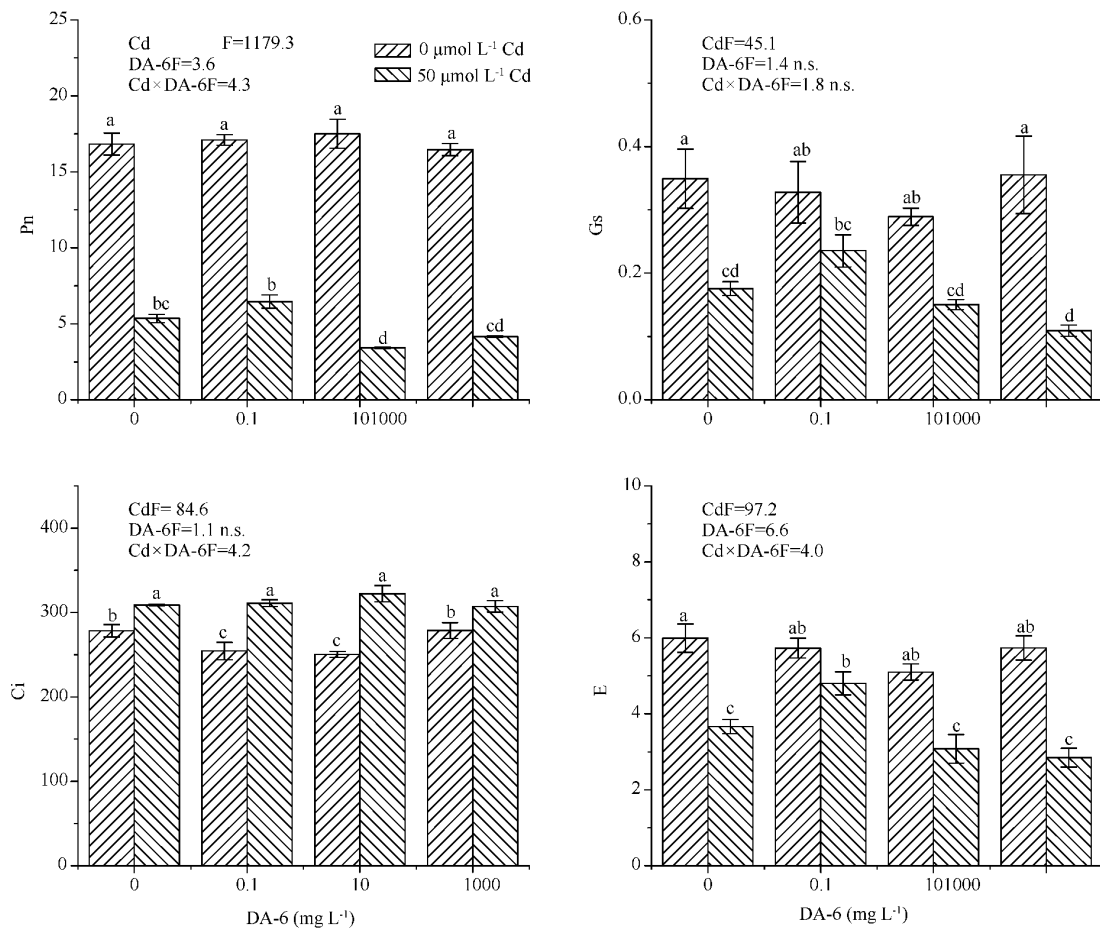 25
20
15
10
5
0
Pn
Cd F=1179.3
DA-6F=3.6
Cd×DA-6F=4.3
0 μmol L-1 Cd
50 μmol L-1 Cd
a
bc
a
b
a
d
a
cd
0
0.1
101000
0.6
0.4
0.2
0.0
Gs
CdF=45.1
DA-6F=1.4 n.s.
Cd×DA-6F=1.8 n.s.
a
cd
ab
bc
ab
cd
a
d
0
0.1
101000
400
300
200
100
0
Ci
CdF= 84.6
DA-6F=1.1 n.s.
Cd×DA-6F=4.2
b
a
c
a
c
a
b
a
0
0.1
10
1000
DA-6 (mg L-1)
10
8
6
4
2
0
E
CdF=97.2
DA-6F=6.6
Cd×DA-6F=4.0
a
c
ab
b
ab
c
ab
c
0
0.1
101000
DA-6 (mg L-1)